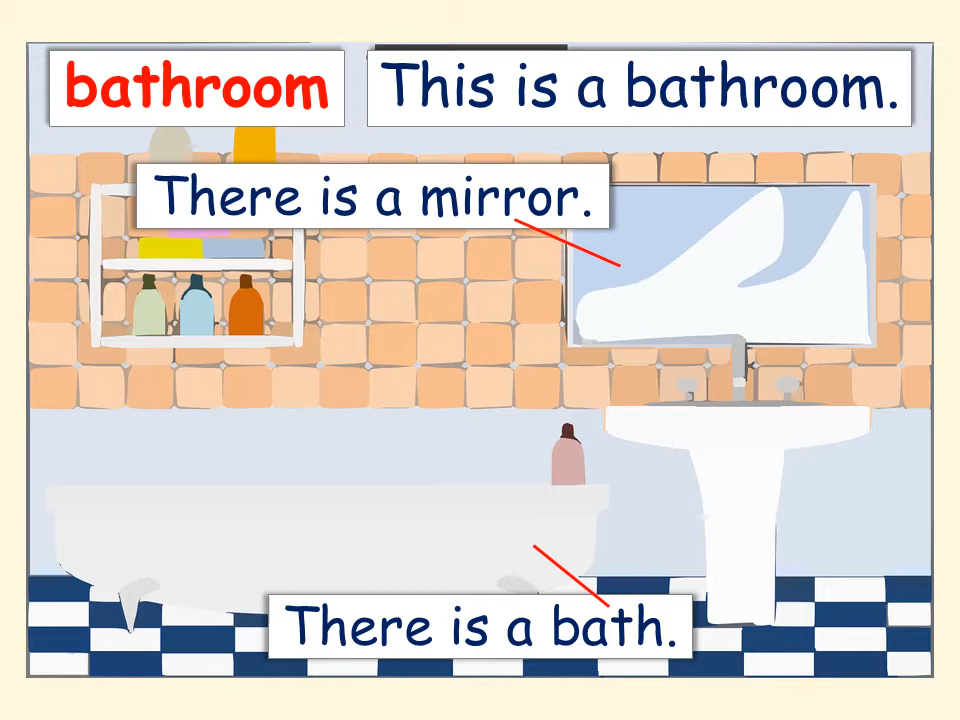 bathroom
This is a bathroom.
There is a mirror.
There is a bath.